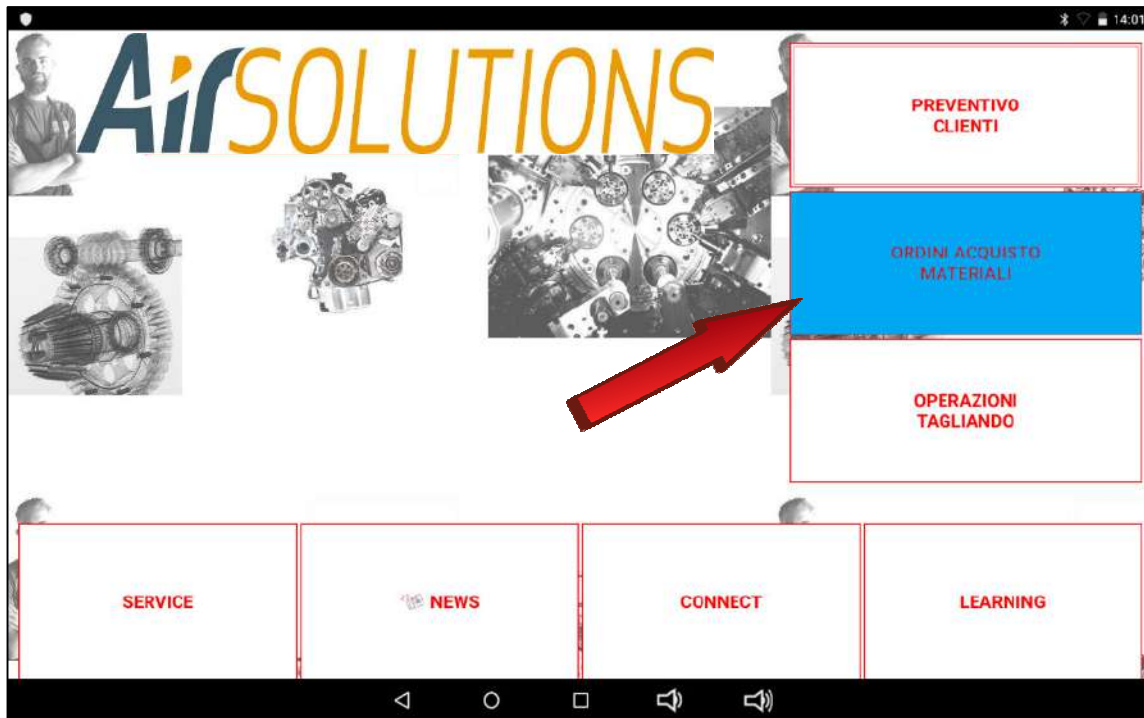 14:01
AirSOLUTIONS
PREVENTIVO
CLIENTI
ORDINI ACQUISTO
MATERIALI
OPERAZIONI
TAGLIANDO
SERVICE
NEWS
CONNECT
LEARNING